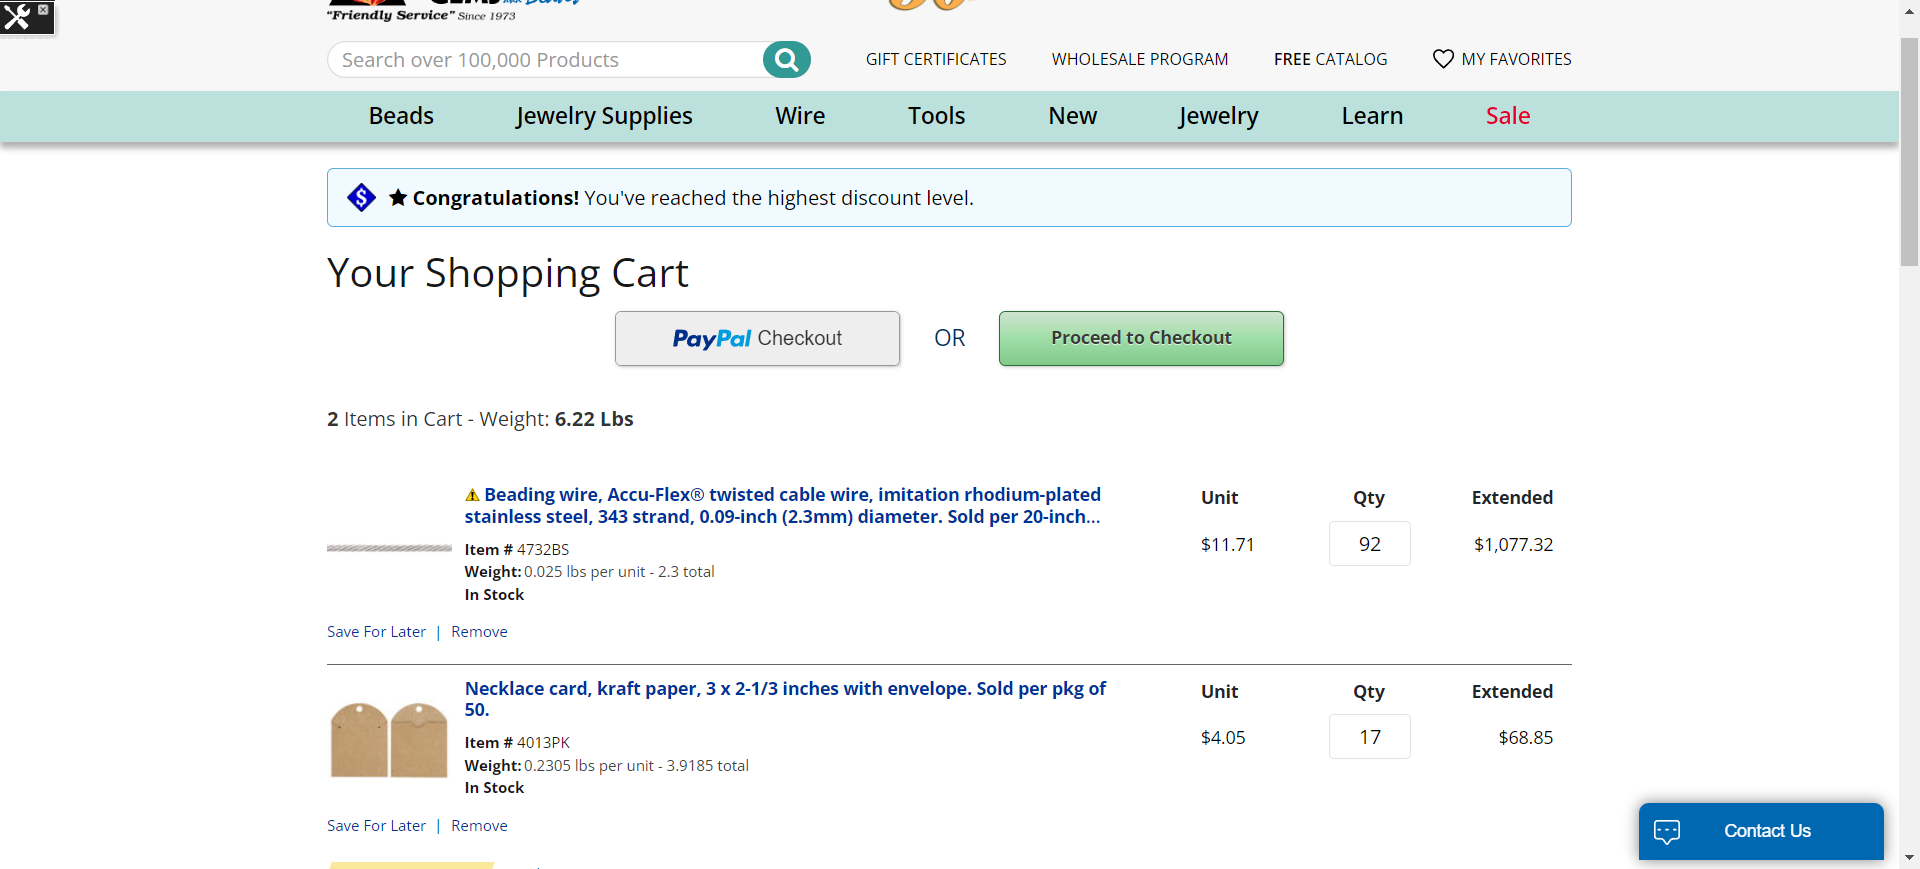 "Friendly Service" Since 1973
Search over 100,000 Products
GIFT CERTIFICATES
WHOLESALE PROGRAM
FREE CATALOG
MY FAVORITES
Beads
Jewelry Supplies
Wire
Tools
New
Jewelry
Learn
Sale
★ Congratulations! You've reached the highest discount level.
Your Shopping Cart
PayPal Checkout
OR
Proceed to Checkout
2 Items in Cart - Weight: 6.22 Lbs
Beading wire, Accu-Flex® twisted cable wire, imitation rhodium-plated
stainless steel, 343 strand, 0.09-inch (2.3mm) diameter. Sold per 20-inch...
Unit
Qty
Extended
Item # 4732BS
$11.71
92
$1,077.32
Weight: 0.025 lbs per unit - 2.3 total
In Stock
Save For Later | Remove
Necklace card, kraft paper, 3 x 2-1/3 inches with envelope. Sold per pkg of
50.
Unit
Qty
Extended
Item # 4013PK
$4.05
17
$68.85
Weight: 0.2305 lbs per unit - 3.9185 total
In Stock
Save For Later | Remove
Contact Us